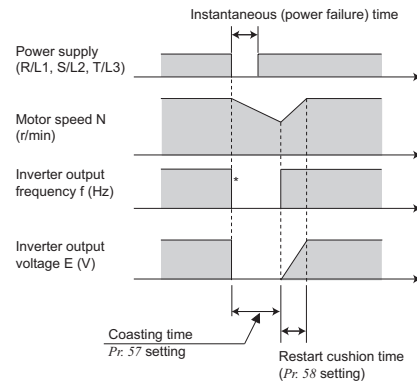 Instantaneous (power failure) time
Power supply
(R/L1, S/L2, T/L3)
Motor speed N
(r/min)
Inverter output
frequency f (Hz)
*
Inverter output
voltage E (V)
Coasting time
Pr. 57 setting
Restart cushion time
(Pr. 58 setting)